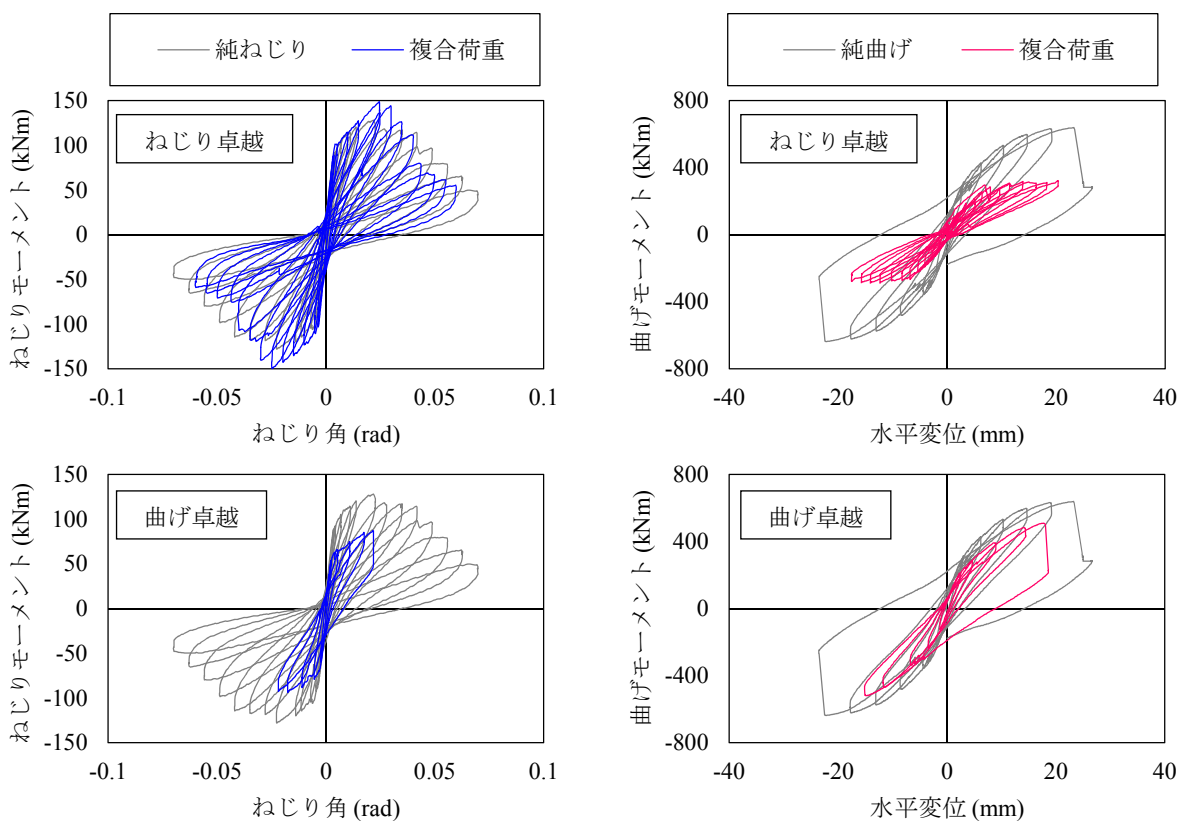 純ねじり 複合荷重
ねじり卓越
150
100
50
0
-50
-100
-150
-0.1 -0.05 0 0.05 0.1
ねじりモーメント (kNm)
ねじり角 (rad)
純曲げ 複合荷重
ねじり卓越
800
400
0
-400
-800
-40 -20 0 20 40
曲げモーメント (kNm)
水平変位 (mm)
曲げ卓越
150
100
50
0
-50
-100
-150
-0.1 -0.05 0 0.05 0.1
ねじりモーメント (kNm)
ねじり角 (rad)
曲げ卓越
800
400
0
-400
-800
-40 -20 0 20 40
曲げモーメント (kNm)
水平変位 (mm)